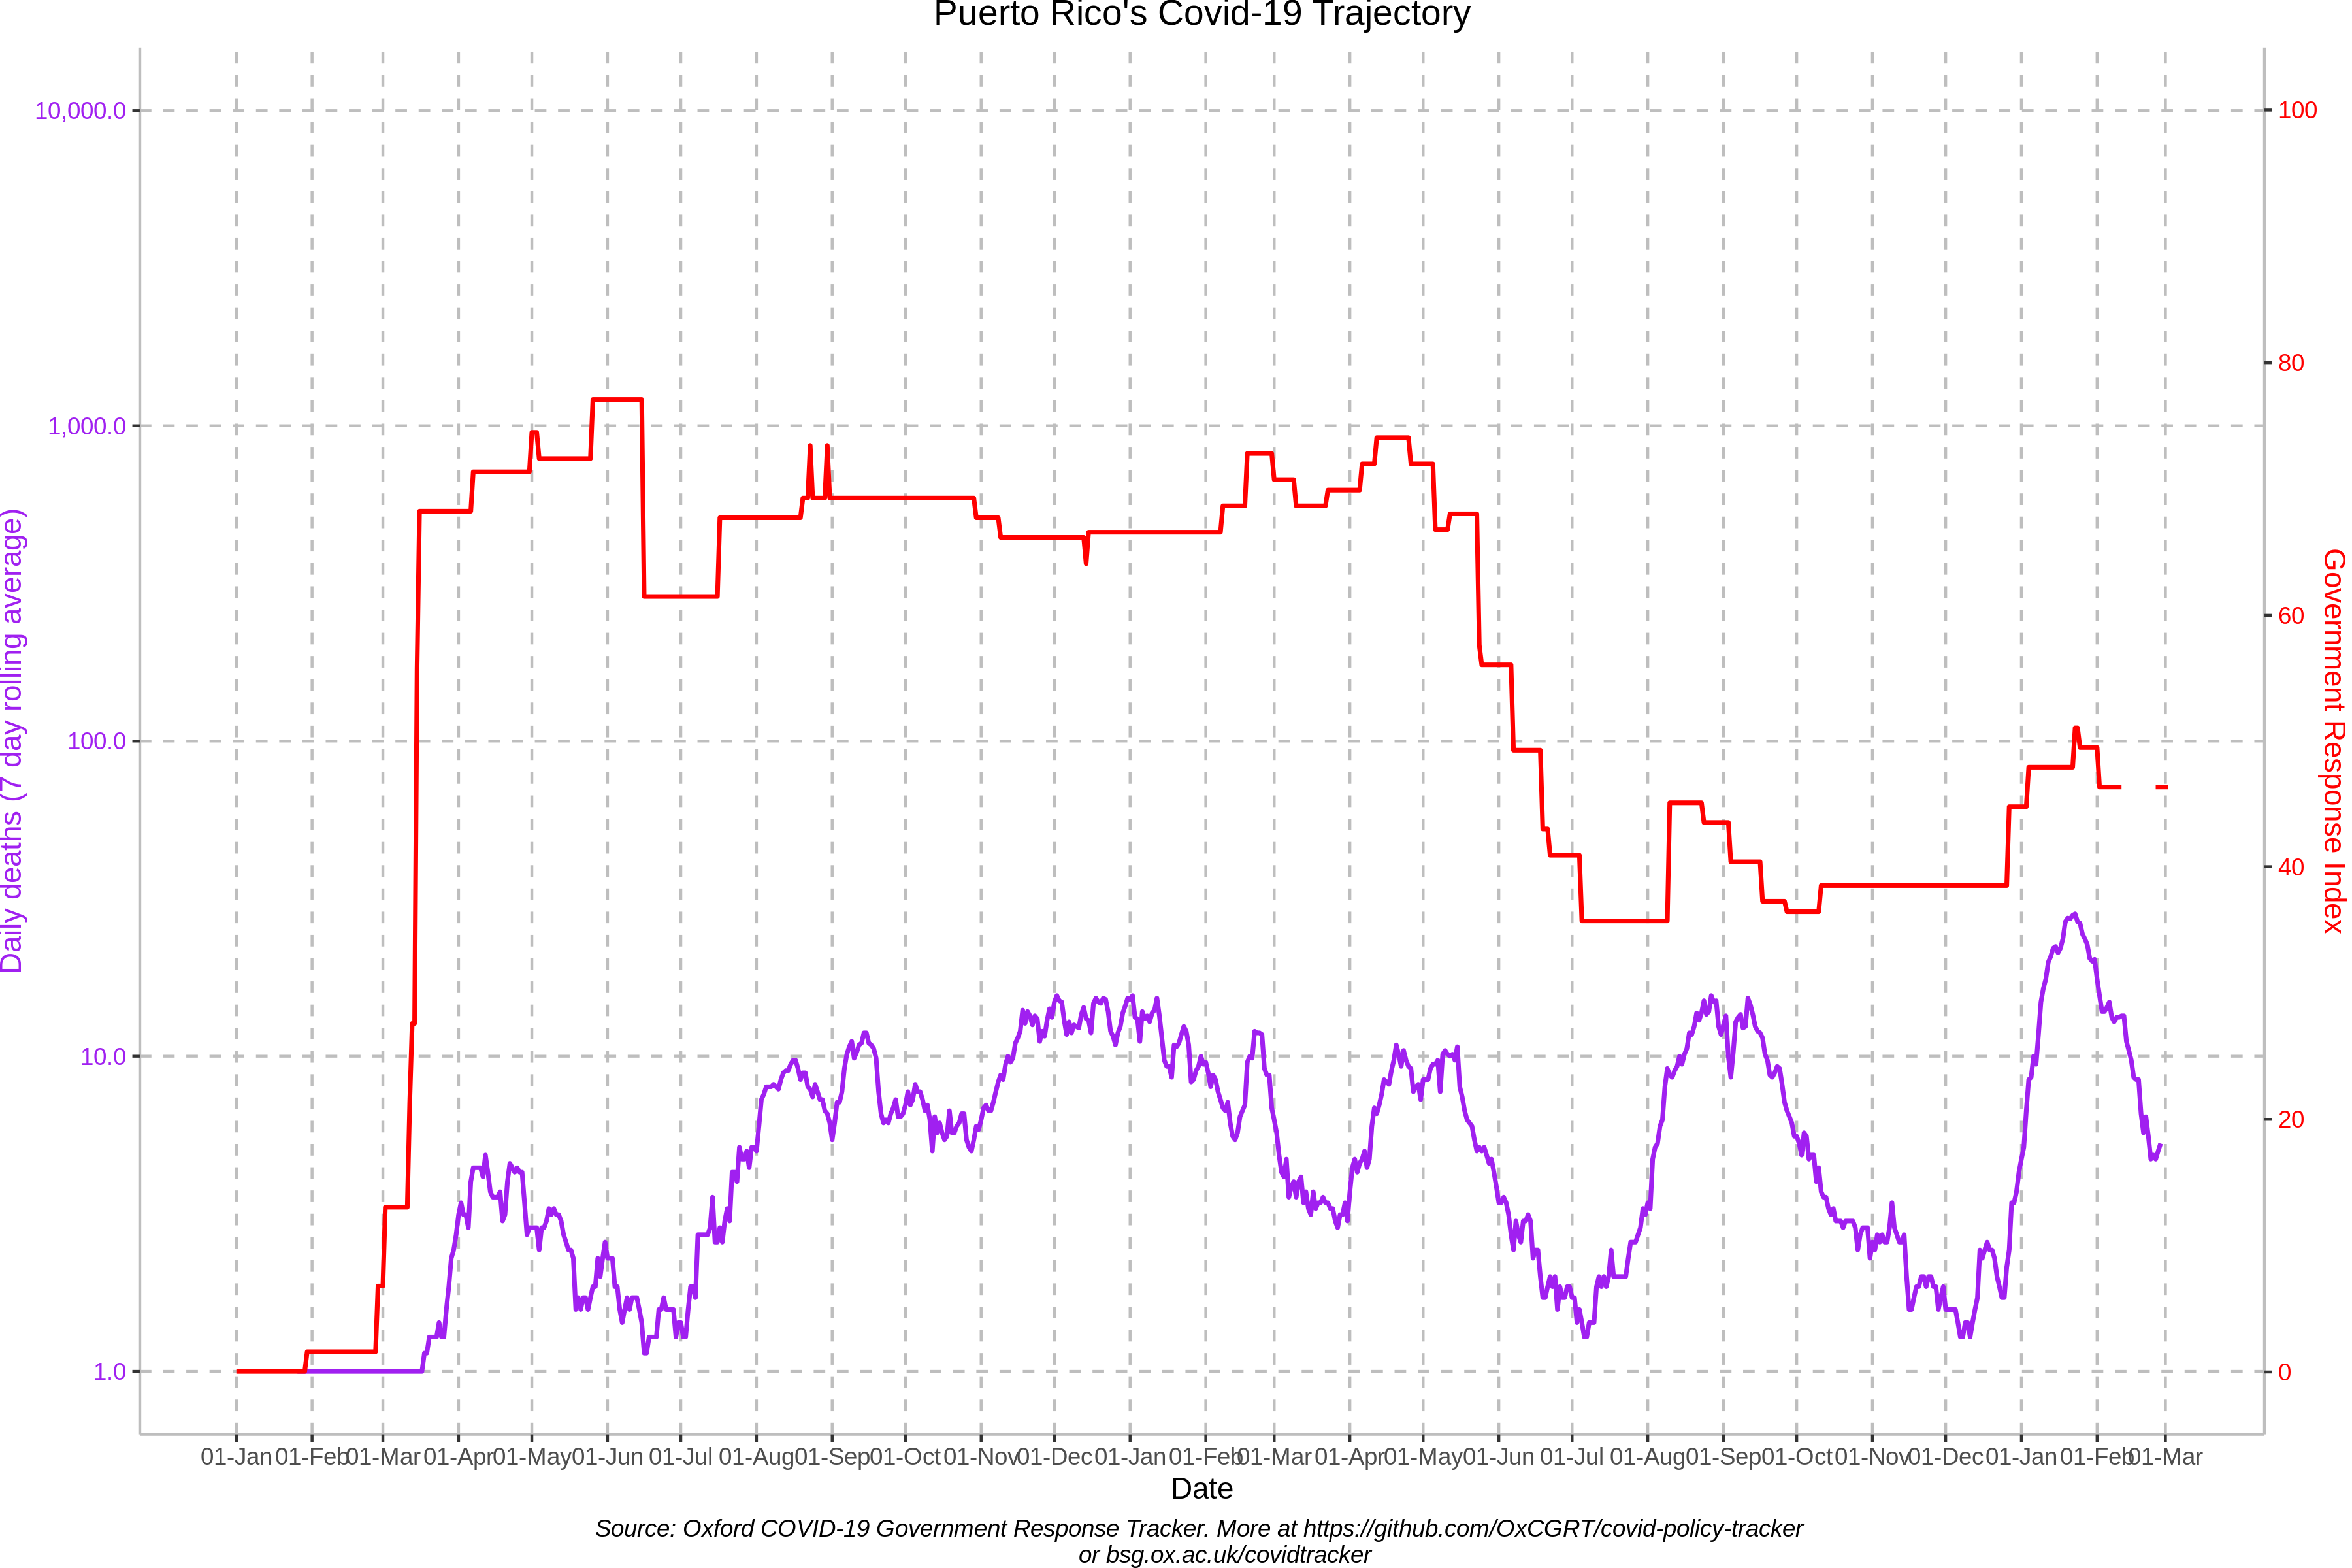 Puerto Rico's Covid-19 Trajectory
10,000.0
1,000.0
100.0
10.0
1.0
Daily deaths (7 day rolling average)
100
80
60
40
20
0
Government Response Index
01-Jan 01-Feb 01-Mar 01-Apr 01-May 01-Jun 01-Jul 01-Aug 01-Sep 01-Oct 01-Nov 01-Dec 01-Jan 01-Feb 01-Mar 01-Apr 01-May 01-Jun 01-Jul 01-Aug 01-Sep 01-Oct 01-Nov 01-Dec 01-Jan 01-Feb 01-Mar
Date
Source: Oxford COVID-19 Government Response Tracker. More at https://github.com/OxCGRT/covid-policy-tracker
or bsg.ox.ac.uk/covidtracker